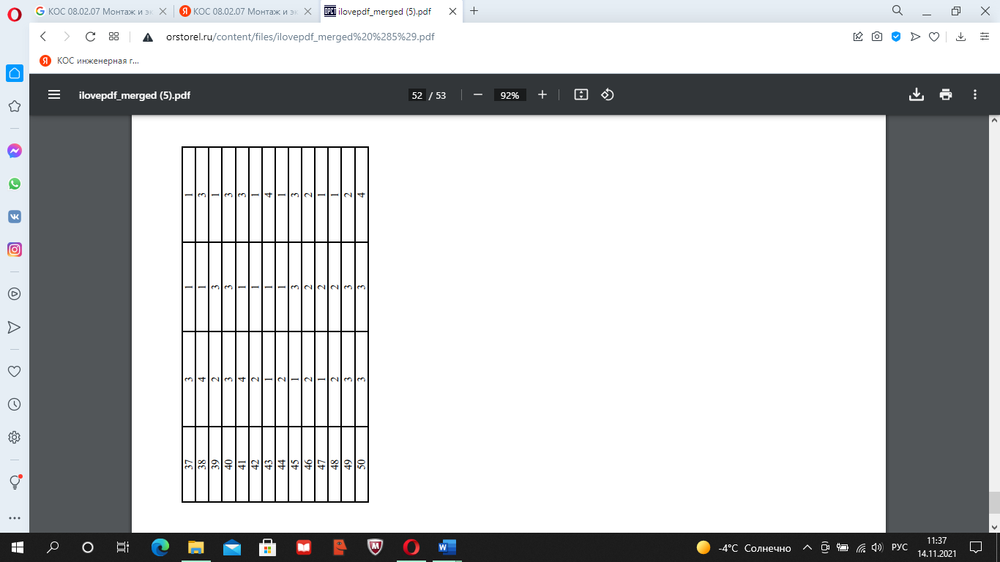 КОС 08.02.07 Монтаж и эк
КОС 08.02.07 Монтаж и эк
ilovepdf_merged (5).pdf
orstorel.ru/content/files/ilovepdf_merged%20%285%29.pdf
КОС инженерная г...
ilovepdf_merged (5).pdf
52 / 53
92%
37 3 1 1
38 4 1 3
39 2 3 1
40 3 3 3
41 4 1 3
42 2 1 1
43 1 1 4
44 2 1 1
45 1 3 3
46 2 2 2
47 1 2 1
48 2 2 1
49 3 3 2
50 3 3 4
-4°C Солнечно
РУС
11:37
14.11.2021